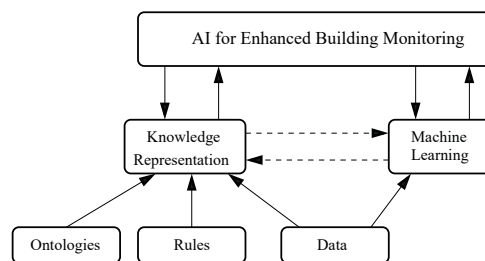 AI for Enhanced Building Monitoring
Knowledge
Representation
Machine
Learning
Ontologies
Rules
Data